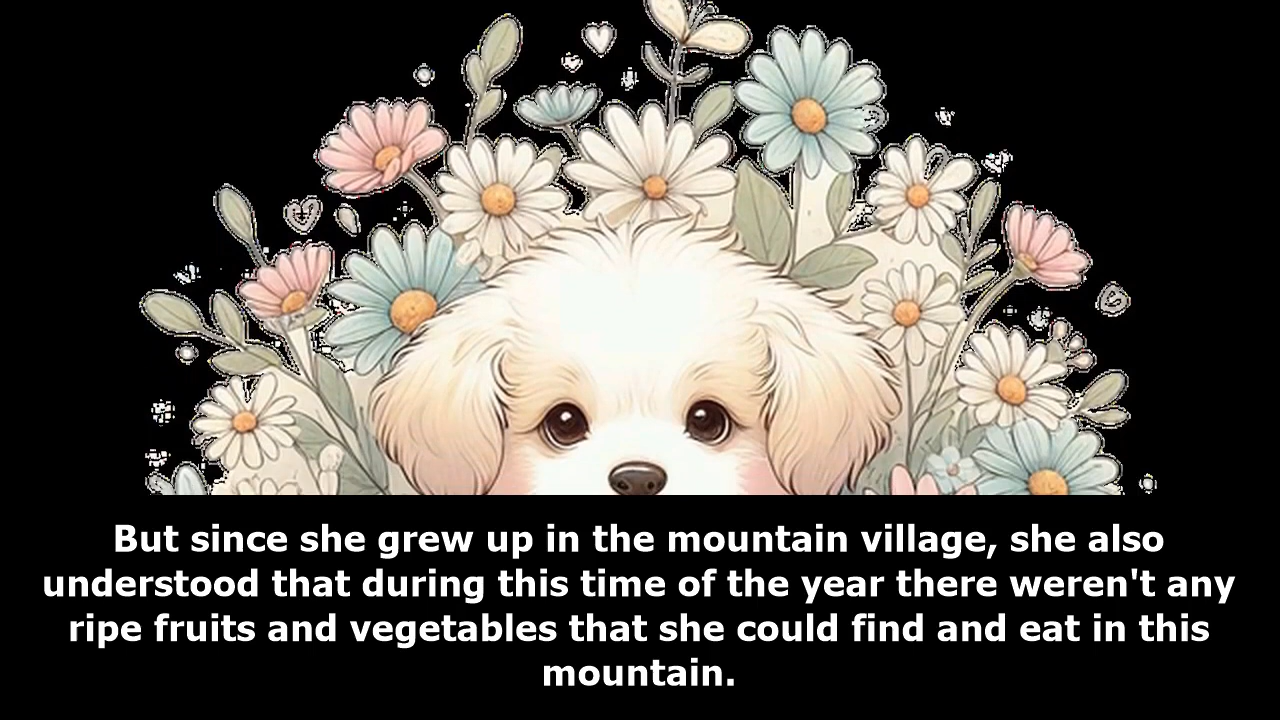 But since she grew up in the mountain village, she also
understood that during this time of the year there weren't any
ripe fruits and vegetables that she could find and eat in this
mountain.